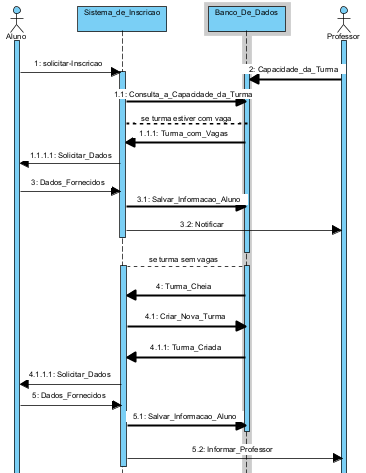 Sistema_de_Inscricao
Banco_De_Dados
Aluno
Professor
1: solicitar-Inscricao
2: Capacidade_da_Turma
1.1: Consulta_a_Capacidade_da_Turma
se turma estiver com vaga
1.1.1: Turma_com_Vagas
1.1.1.1: Solicitar_Dados
3: Dados_Fornecidos
3.1: Salvar_Informacao_Aluno
3.2: Notificar
se turma sem vagas
4: Turma_Cheia
4.1: Criar_Nova_Turma
4.1.1: Turma_Criada
4.1.1.1: Solicitar_Dados
5: Dados_Fornecidos
5.1: Salvar_Informacao_Aluno
5.2: Informar_Professor